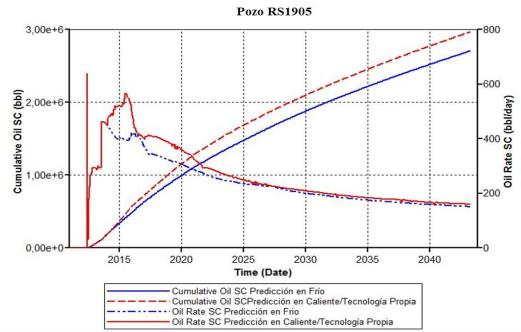 Pozo RS1905
3,00e+6
2,00e+6
1,00e+6
0,00e+6
Cumulative Oil SC (bbl)
800
600
400
200
0
Oil Rate SC (bbl/day)
2015 2020 2025 2030 2035 2040
Time (Date)
Cumulative Oil SC Predicción en Frío
Cumulative Oil SCPredicción en Caliente/Tecnología Propia
Oil Rate SC Predicción en Frio
Oil Rate SC Predicción en Caliente/Tecnología Propia